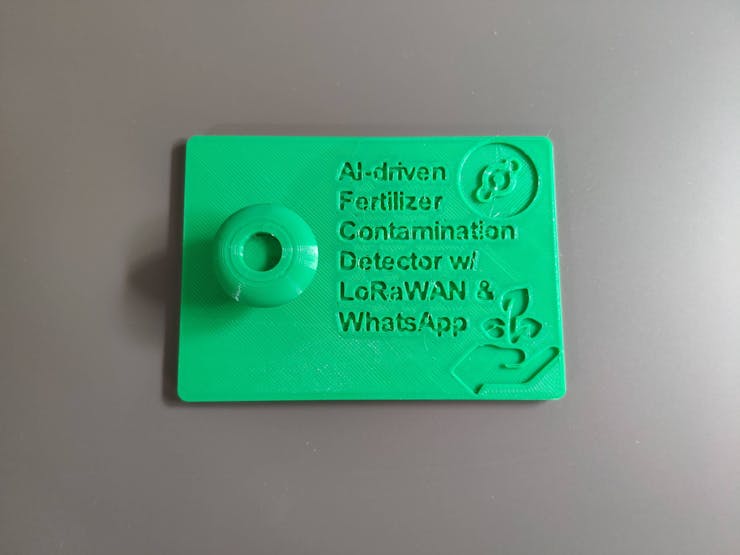 AI-driven
Fertilizer
Contamination
Detector w/
LoRaWAN &
WhatsApp